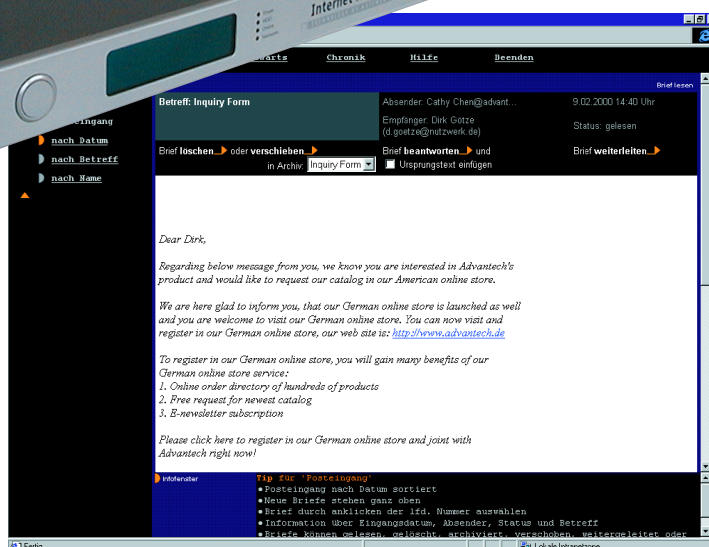 Internet
warts Chronik Hilfe Beenden
Brief lesen
Betreff: Inquiry Form
Absender: Cathy Chen@advant...
9.02.2000 14:40 Uhr
Empfänger: Dirk Götze
(d.goetze@nutzwerk.de)
Status: gelesen
steingang
nach Datum
nach Betreff
nach Name
Brief löschen oder verschieben
in Archiv: Inquiry Form
Brief beantworten und
Ursprungstext einfügen
Brief weiterleiten
Dear Dirk,
Regarding below message from you, we know you are interested in Advantech's
product and would like to request our catalog in our American online store.
We are here glad to inform you, that our German online store is launched as well
and you are welcome to visit our German online store. You can now visit and
register in our German online store, our web site is: http://www.advantech.de
To register in our German online store, you will gain many benefits of our
German online store service:
1. Online order directory of hundreds of products
2. Free request for newest catalog
3. E-newsletter subscription
Please click here to register in our German online store and joint with
Advantech right now!
Infofenster
Tip für 'Posteingang'
Posteingang nach Datum sortiert
Neue Briefe stehen ganz oben
Brief durch anklicken der lfd. Nummer auswählen
Information über Eingangsdatum, Absender, Status und Betreff
Briefe können gelesen, gelöscht, archiviert, verschoben, weitergeleitet oder
Fertig
Lokale Intranetzone